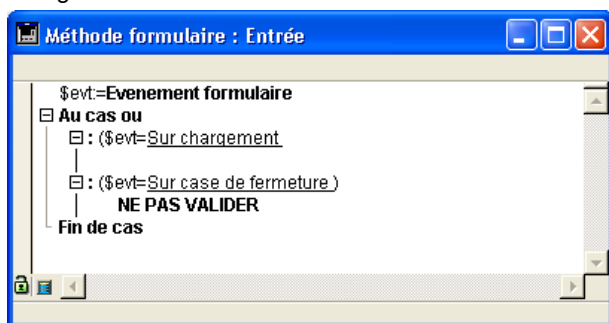 Méthode formulaire : Entrée
$evt:=Evenement formulaire
Au cas ou
: ($evt=Sur chargement
: ($evt=Sur case de fermeture )
NE PAS VALIDER
Fin de cas